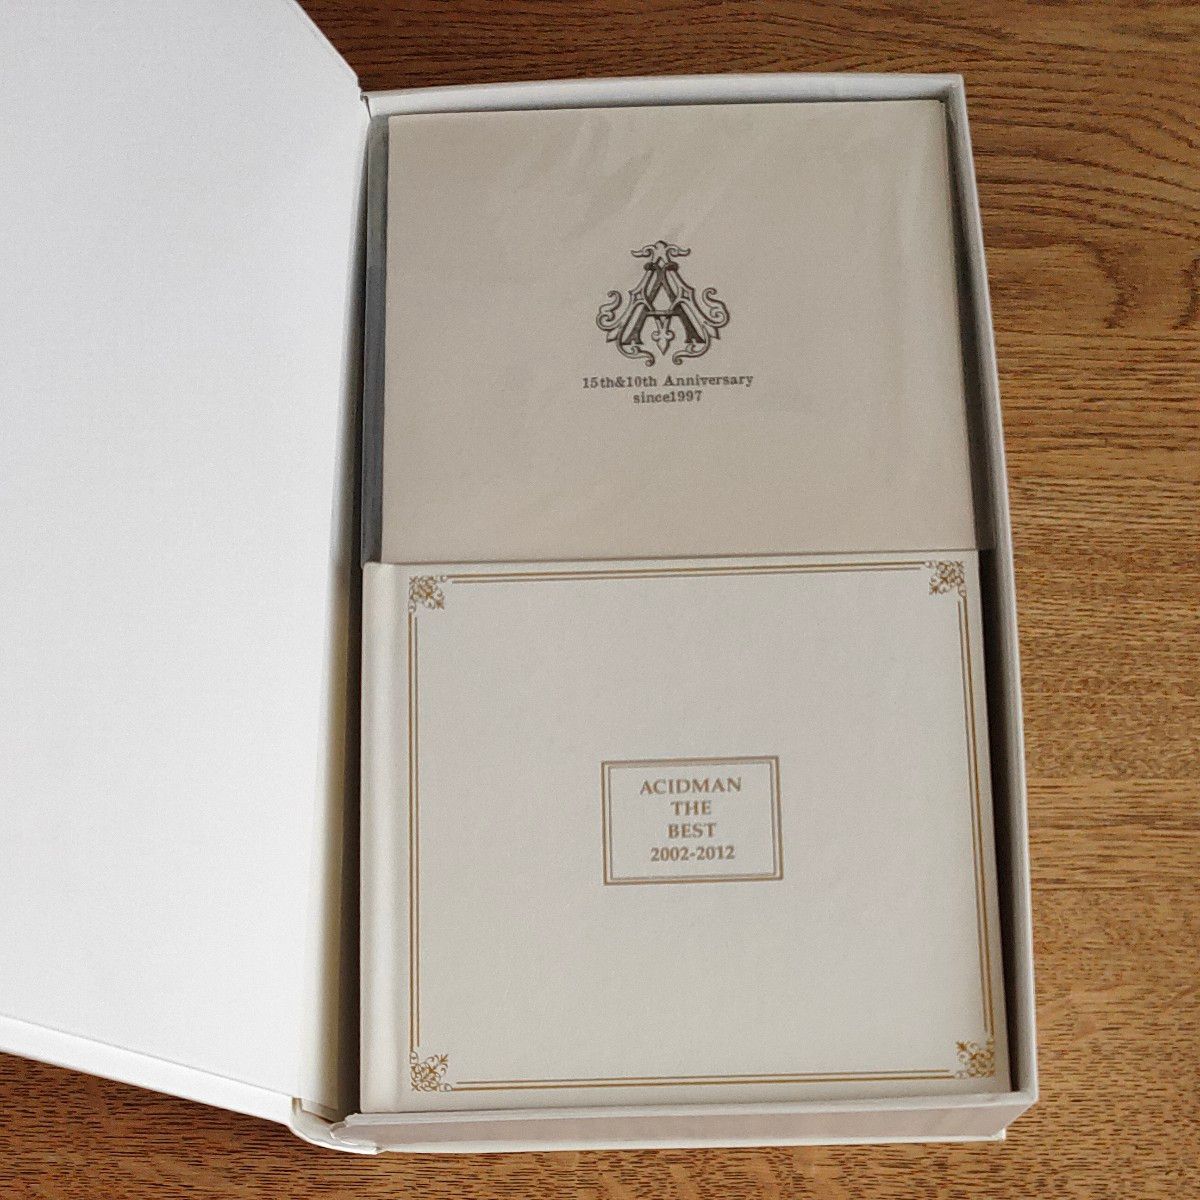 15th&10th Anniversary
since1997
ACIDMAN
THE
BEST
2002-2012